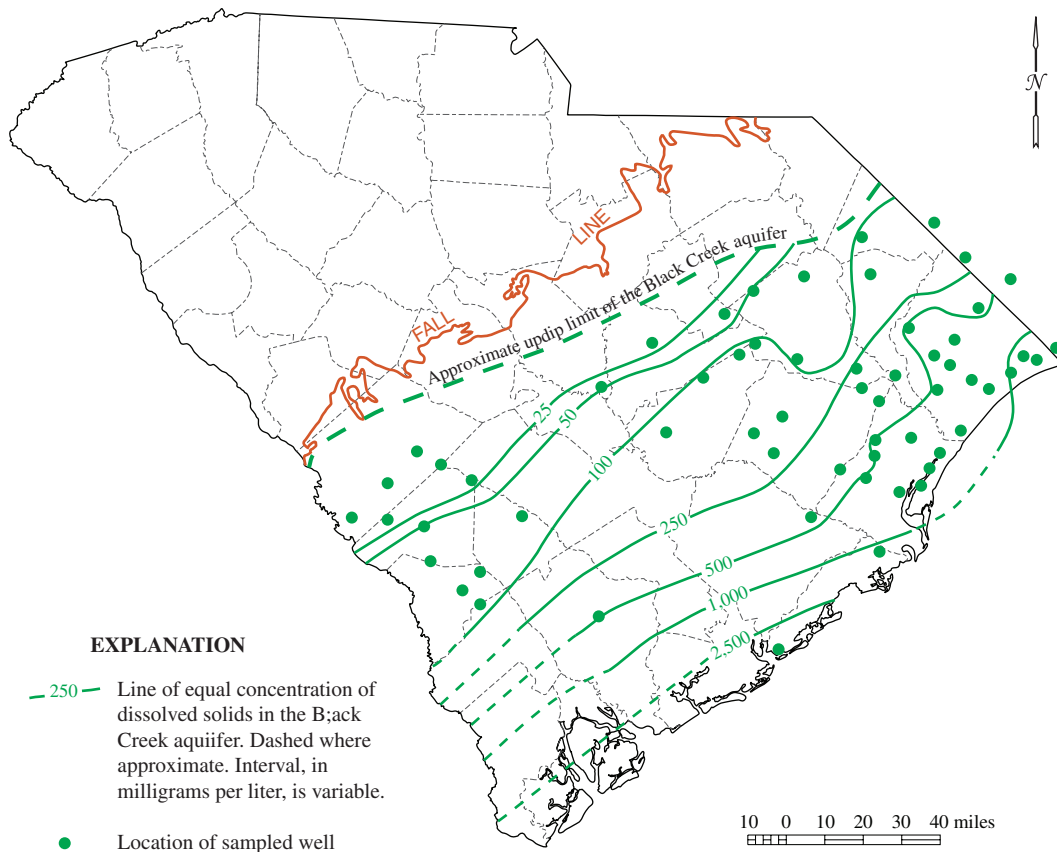 N
LINE
FALL
Approximate updip limit of the Black Creek aquifer
25
50
100
250
500
1,000
2,500
EXPLANATION
250
Line of equal concentration of
dissolved solids in the B;ack
Creek aquiifer. Dashed where
approximate. Interval, in
milligrams per liter, is variable.
Location of sampled well
10 0 10 20 30 40 miles